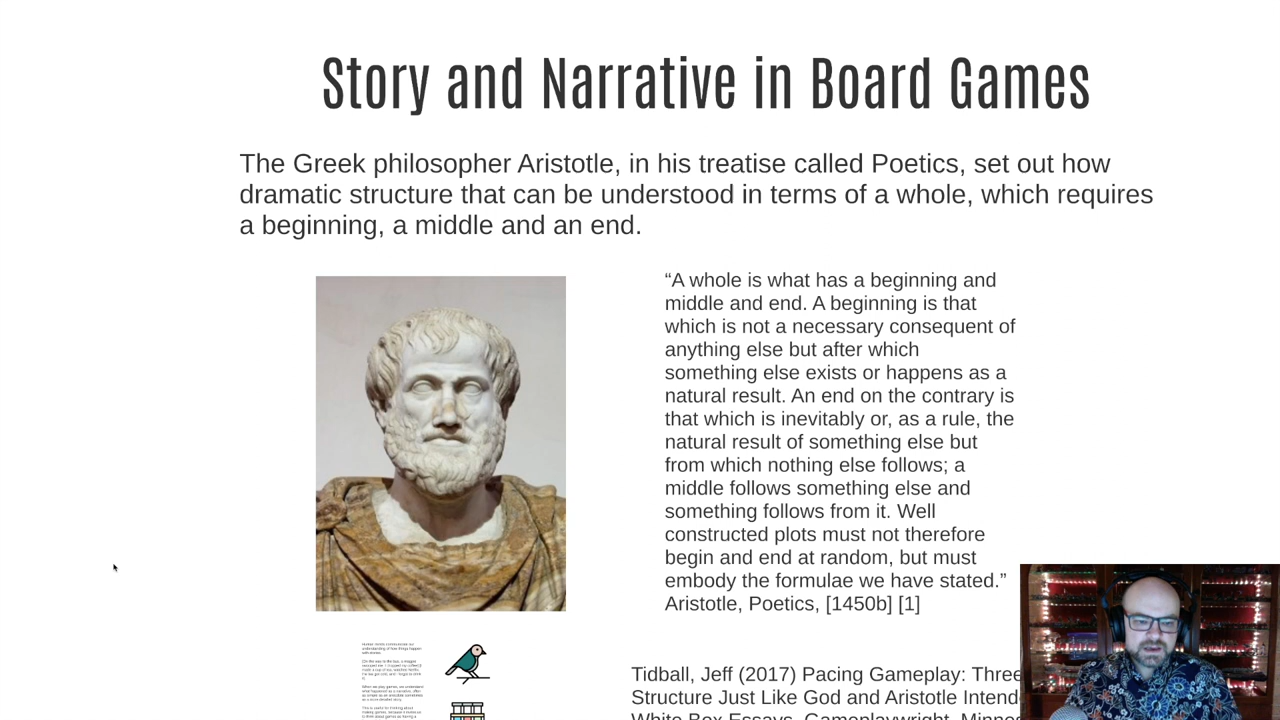 Story and Narrative in Board Games
The Greek philosopher Aristotle, in his treatise called Poetics, set out how
dramatic structure that can be understood in terms of a whole, which requires
a beginning, a middle and an end.
“A whole is what has a beginning and
middle and end. A beginning is that
which is not a necessary consequent of
anything else but after which
something else exists or happens as a
natural result. An end on the contrary is
that which is inevitably or, as a rule, the
natural result of something else but
from which nothing else follows; a
middle follows something else and
something follows from it. Well
constructed plots must not therefore
begin and end at random, but must
embody the formulae we have stated.”
Aristotle, Poetics, [1450b] [1]
Tidball, Jeff (2017) Pacing Gameplay: Three
Structure Just Like God and Aristotle Intend
White Box Essays, Gameplaywright, Minne